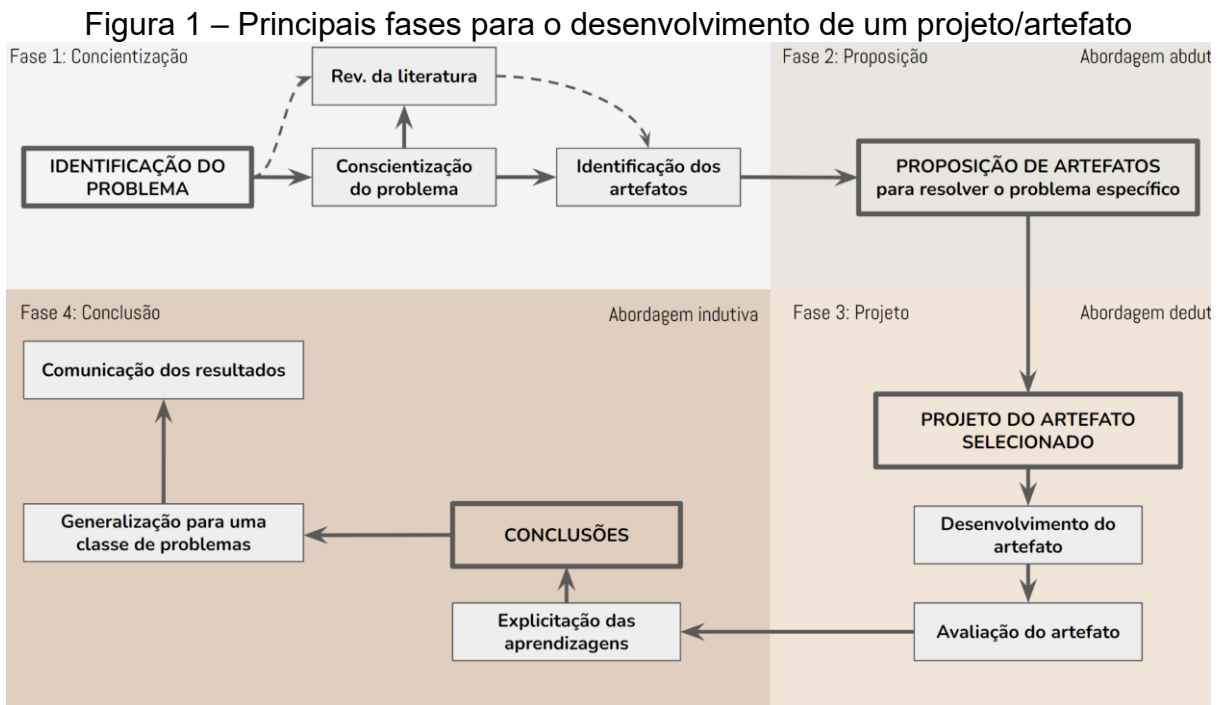 Figura 1 – Principais fases para o desenvolvimento de um projeto/artefato
Fase 1: Concientização
Rev. da literatura
IDENTIFICAÇÃO DO
PROBLEMA
Conscientização
do problema
Identificação dos
artefatos
Fase 2: Proposição
Abordagem abdut
PROPOSIÇÃO DE ARTEFATOS
para resolver o problema específico
Fase 3: Projeto
Abordagem dedut
PROJETO DO ARTEFATO
SELECIONADO
Desenvolvimento do
artefato
Avaliação do artefato
Fase 4: Conclusão
Abordagem indutiva
Comunicação dos resultados
Generalização para uma
classe de problemas
CONCLUSÕES
Explicitação das
aprendizagens